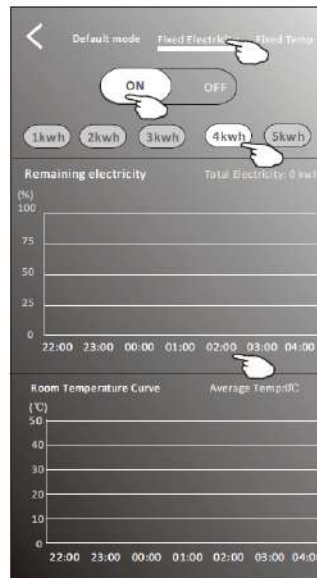 Default mode Fixed Electricity Fixed Temp
ON OFF
1kwh 2kwh 3kwh 4kwh 5kwh
Remaining electricity Total Electricity: 0 kwh
(%)
100
75
50
25
0
22:00 23:00 00:00 01:00 02:00 03:00 04:00
Room Temperature Curve Average Temp:0℃
(℃)
50
40
30
20
10
0
22:00 23:00 00:00 01:00 02:00 03:00 04:00